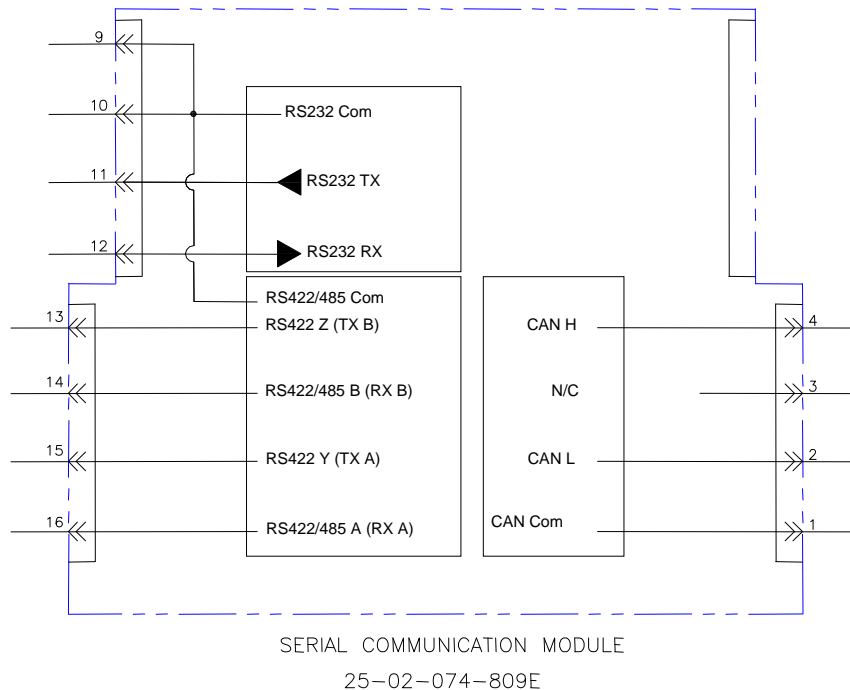 9
10 RS232 Com
11 RS232 TX
12 RS232 RX
RS422/485 Com
13 RS422 Z (TX B) CAN H 4
14 RS422/485 B (RX B) N/C 3
15 RS422 Y (TX A) CAN L 2
16 RS422/485 A (RX A) CAN Com 1
SERIAL COMMUNICATION MODULE
25-02-074-809E